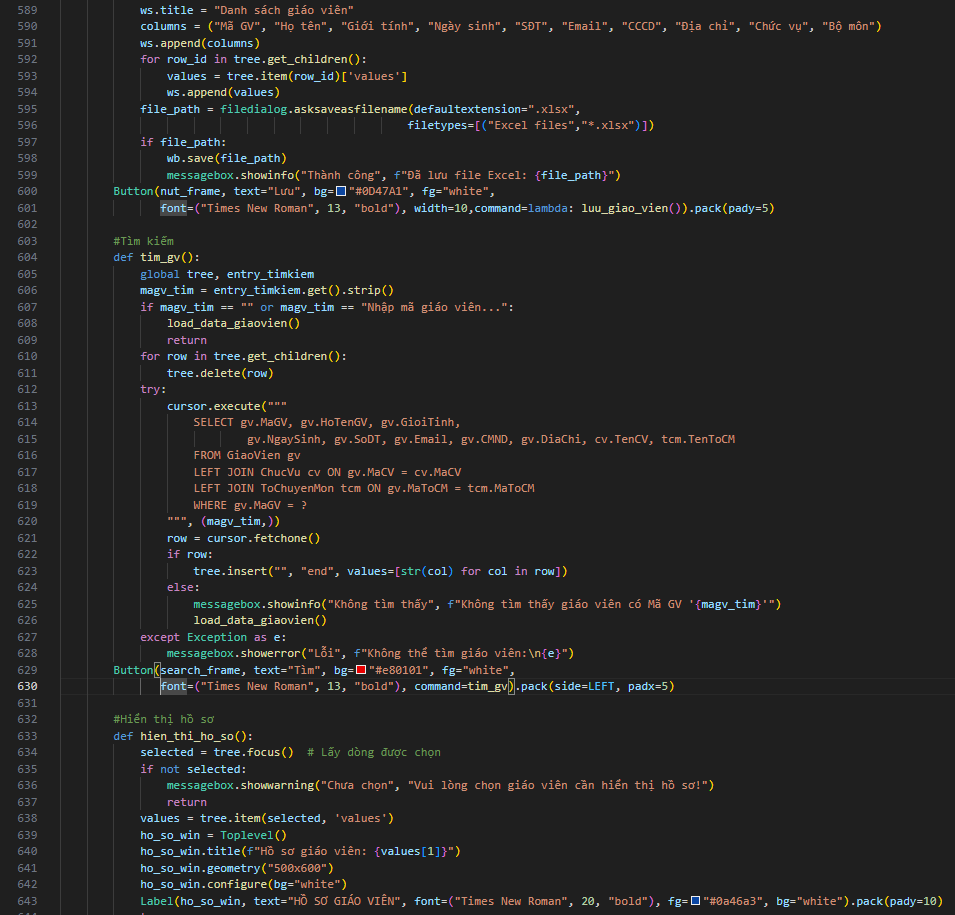 589 ws.title = "Danh sách giáo viên"
590 columns = ("Mã GV", "Họ tên", "Giới tính", "Ngày sinh", "SĐT", "Email", "CCCD", "Địa chỉ", "Chức vụ", "Bộ môn")
591 ws.append(columns)
592 for row_id in tree.get_children():
593 values = tree.item(row_id)['values']
594 ws.append(values)
595 file_path = filedialog.asksaveasfilename(defaultextension=".xlsx",
596 filetypes=[("Excel files","*.xlsx")])
597 if file_path:
598 wb.save(file_path)
599 messagebox.showinfo("Thành công", f"Đã lưu file Excel: {file_path}")
600 Button(nut_frame, text="Lưu", bg="#0D47A1", fg="white",
601 font=("Times New Roman", 13, "bold"), width=10,command=lambda: luu_giao_vien()).pack(pady=5)
602
603 #Tìm kiếm
604 def tim_gv():
605 global tree, entry_timkiem
606 magv_tim = entry_timkiem.get().strip()
607 if magv_tim == "" or magv_tim == "Nhập mã giáo viên...":
608 load_data_giaovien()
609 return
610 for row in tree.get_children():
611 tree.delete(row)
612 try:
613 cursor.execute("""
614 SELECT gv.MaGV, gv.HoTenGV, gv.GioiTinh,
615 gv.NgaySinh, gv.SoDT, gv.Email, gv.CMND, gv.DiaChi, cv.TenCV, tcm.TenToCM
616 FROM GiaoVien gv
617 LEFT JOIN ChucVu cv ON gv.MaCV = cv.MaCV
618 LEFT JOIN ToChuyenMon tcm ON gv.MaToCM = tcm.MaToCM
619 WHERE gv.MaGV = ?
620 """, (magv_tim,))
621 row = cursor.fetchone()
622 if row:
623 tree.insert("", "end", values=[str(col) for col in row])
624 else:
625 messagebox.showinfo("Không tìm thấy", f"Không tìm thấy giáo viên có Mã GV '{magv_tim}'")
626 load_data_giaovien()
627 except Exception as e:
628 messagebox.showerror("Lỗi", f"Không thể tìm giáo viên:\n{e}")
629 Button(search_frame, text="Tìm", bg="#e80101", fg="white",
630 font=("Times New Roman", 13, "bold"), command=tim_gv).pack(side=LEFT, padx=5)
631
632 #Hiển thị hồ sơ
633 def hien_thi_ho_so():
634 selected = tree.focus() # Lấy dòng được chọn
635 if not selected:
636 messagebox.showwarning("Chưa chọn", "Vui lòng chọn giáo viên cần hiển thị hồ sơ!")
637 return
638 values = tree.item(selected, 'values')
639 ho_so_win = Toplevel()
640 ho_so_win.title(f"Hồ sơ giáo viên: {values[1]}")
641 ho_so_win.geometry("500x600")
642 ho_so_win.configure(bg="white")
643 Label(ho_so_win, text="HỒ SƠ GIÁO VIÊN", font=("Times New Roman", 20, "bold"), fg="#0a46a3", bg="white").pack(pady=10)